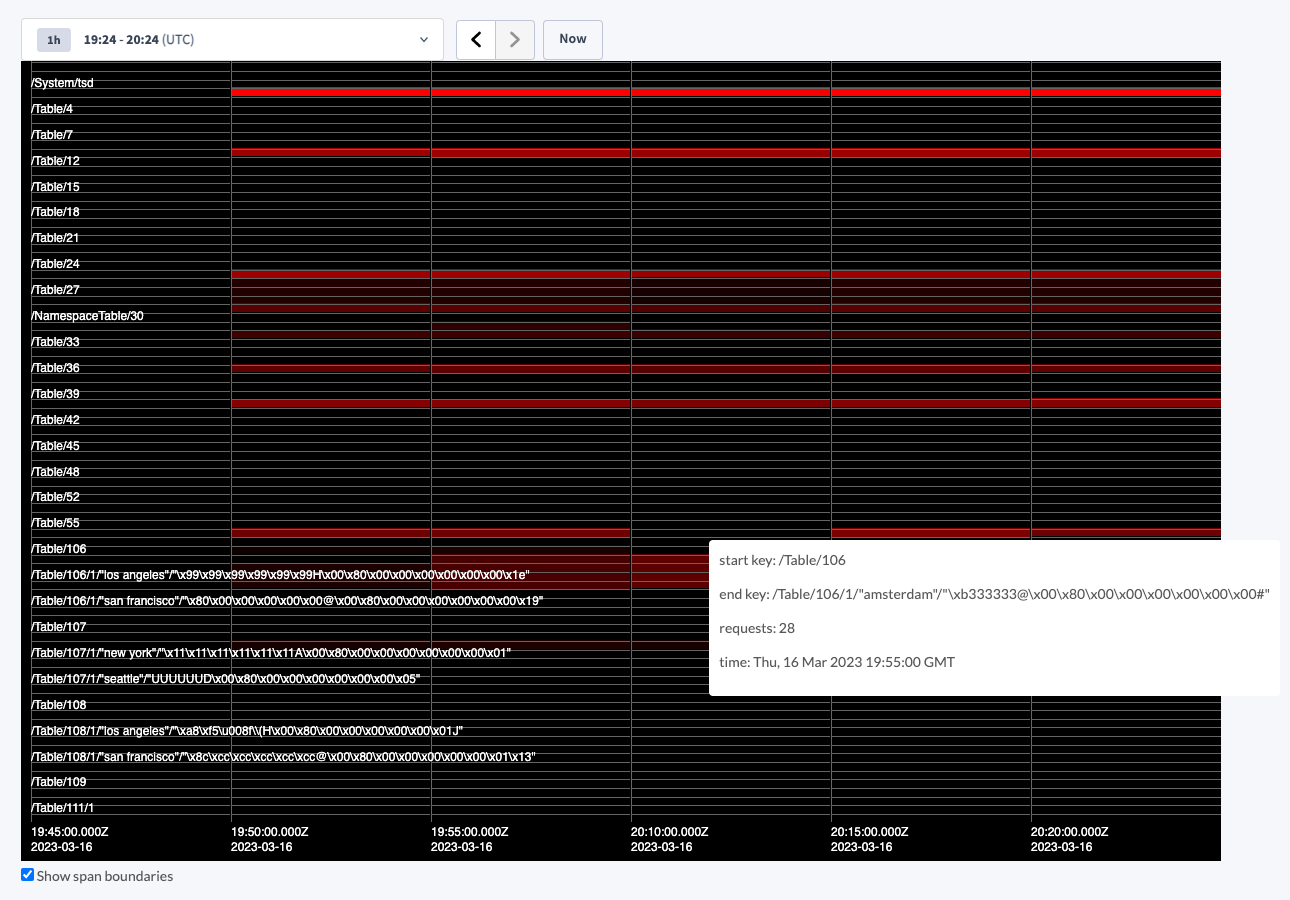 1h 19:24 - 20:24 (UTC) Now
/System/tsd
/Table/4
/Table/7
/Table/12
/Table/15
/Table/18
/Table/21
/Table/24
/Table/27
/NamespaceTable/30
/Table/33
/Table/36
/Table/39
/Table/42
/Table/45
/Table/48
/Table/52
/Table/55
/Table/106
/Table/106/1/"los angeles"/"\x99\x99\x99\x99\x99\x99H\x00\x80\x00\x00\x00\x00\x00\x00\x1e"
/Table/106/1/"san francisco"/"\x80\x00\x00\x00\x00\x00@\x00\x80\x00\x00\x00\x00\x00\x00\x19"
/Table/107
/Table/107/1/"new york"/"\x11\x11\x11\x11\x11\x11A\x00\x80\x00\x00\x00\x00\x00\x00\x01"
/Table/107/1/"seattle"/"UUUUUUD\x00\x80\x00\x00\x00\x00\x00\x00\x05"
/Table/108
/Table/108/1/"los angeles"/"\xa8\xf5\u008f\\(H\x00\x80\x00\x00\x00\x00\x00\x01J"
/Table/108/1/"san francisco"/"\x8c\xcc\xcc\xcc\xcc\xcc@\x00\x80\x00\x00\x00\x00\x00\x01\x13"
/Table/109
/Table/111/1
start key: /Table/106
end key: /Table/106/1/"amsterdam"/"\xb333333@\x00\x80\x00\x00\x00\x00\x00\x00#"
requests: 28
time: Thu, 16 Mar 2023 19:55:00 GMT
19:45:00.000Z 19:50:00.000Z 19:55:00.000Z 20:10:00.000Z 20:15:00.000Z 20:20:00.000Z
2023-03-16 2023-03-16 2023-03-16 2023-03-16 2023-03-16 2023-03-16
Show span boundaries